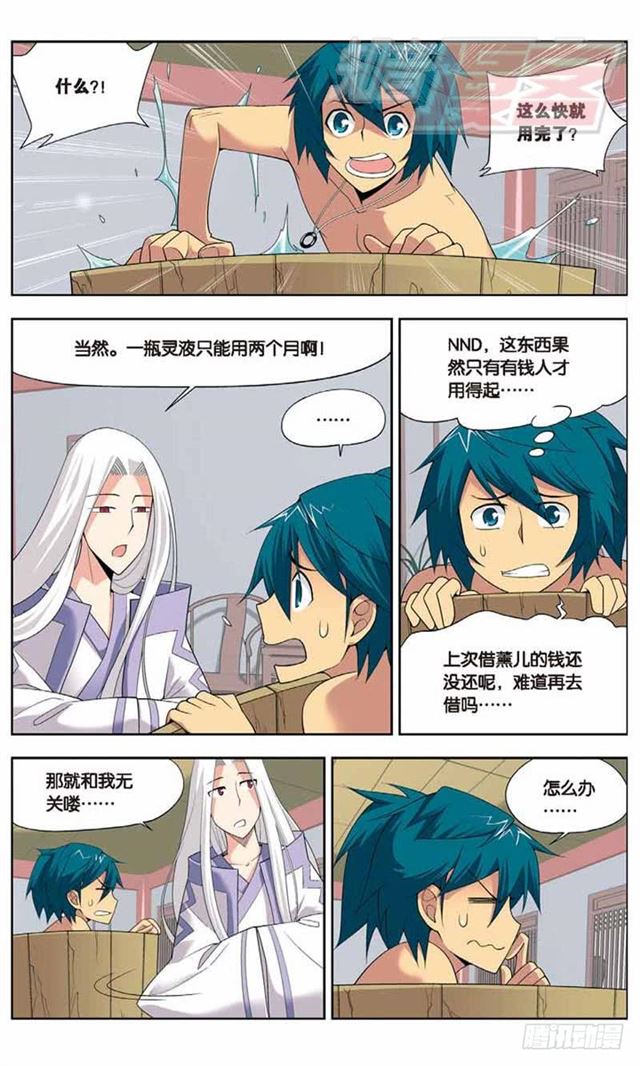 什么?!
这么快就
用完了?
当然。一瓶灵液只能用两个月啊!
……
NND，这东西果
然只有有钱人才
用得起……
上次借薰儿的钱还
没还呢，难道再去
借吗……
那就和我无
关喽……
怎么办
……
腾讯动漫